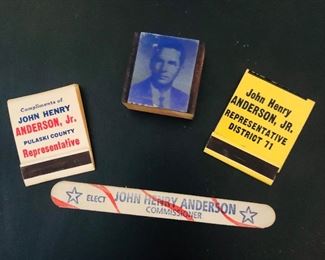 Compliments of
JOHN HENRY
ANDERSON, Jr.
PULASKI COUNTY
Representative
John Henry
ANDERSON, JR.
REPRESENTATIVE
DISTRICT 71
ELECT JOHN HENRY ANDERSON
COMMISSIONER